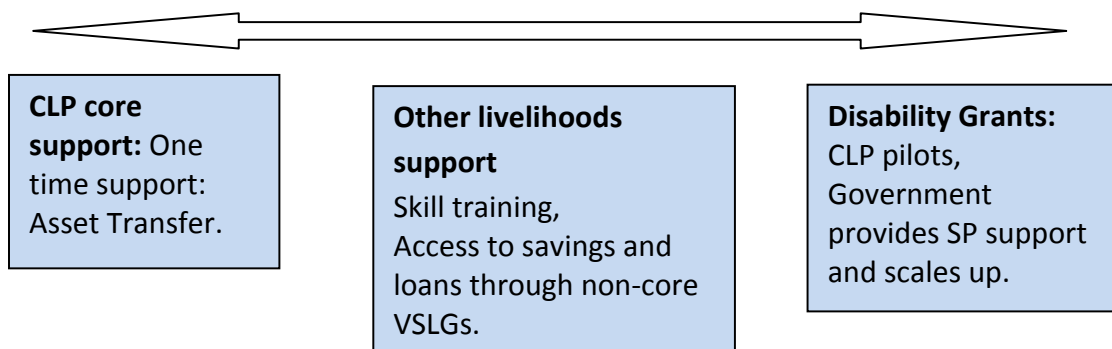 CLP core
support: One
time support:
Asset Transfer.
Other livelihoods
support
Skill training,
Access to savings and
loans through non-core
VSLGs.
Disability Grants:
CLP pilots,
Government
provides SP support
and scales up.